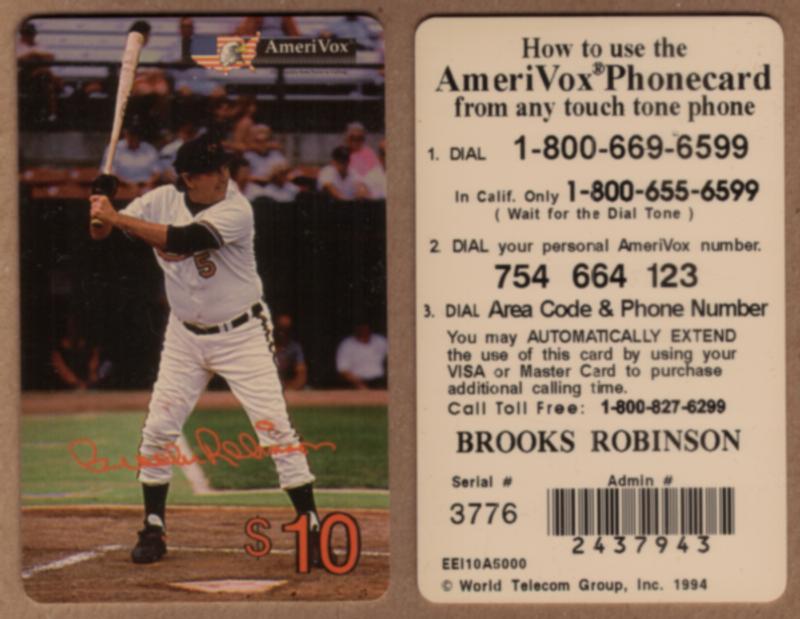 AmeriVox
5
Brooks Robinson
$10
How to use the
AmeriVox® Phonecard
from any touch tone phone
1. DIAL 1-800-669-6599
In Calif. Only 1-800-655-6599
( Wait for the Dial Tone )
2. DIAL your personal AmeriVox number.
754 664 123
3. DIAL Area Code & Phone Number
You may AUTOMATICALLY EXTEND
the use of this card by using your
VISA or Master Card to purchase
additional calling time.
Call Toll Free: 1-800-827-6299
BROOKS ROBINSON
Serial # Admin #
3776
2437943
EEI10A5000
© World Telecom Group, Inc. 1994